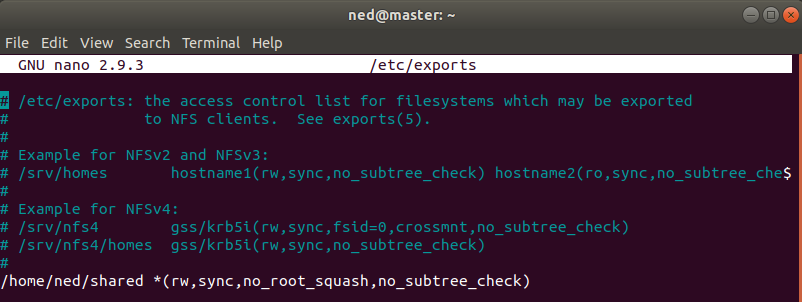 ned@master: ~
File Edit View Search Terminal Help
GNU nano 2.9.3 /etc/exports
# /etc/exports: the access control list for filesystems which may be exported
# to NFS clients. See exports(5).
#
# Example for NFSv2 and NFSv3:
# /srv/homes hostname1(rw,sync,no_subtree_check) hostname2(ro,sync,no_subtree_che$
#
# Example for NFSv4:
# /srv/nfs4 gss/krb5i(rw,sync,fsid=0,crossmnt,no_subtree_check)
# /srv/nfs4/homes gss/krb5i(rw,sync,no_subtree_check)
#
/home/ned/shared *(rw,sync,no_root_squash,no_subtree_check)